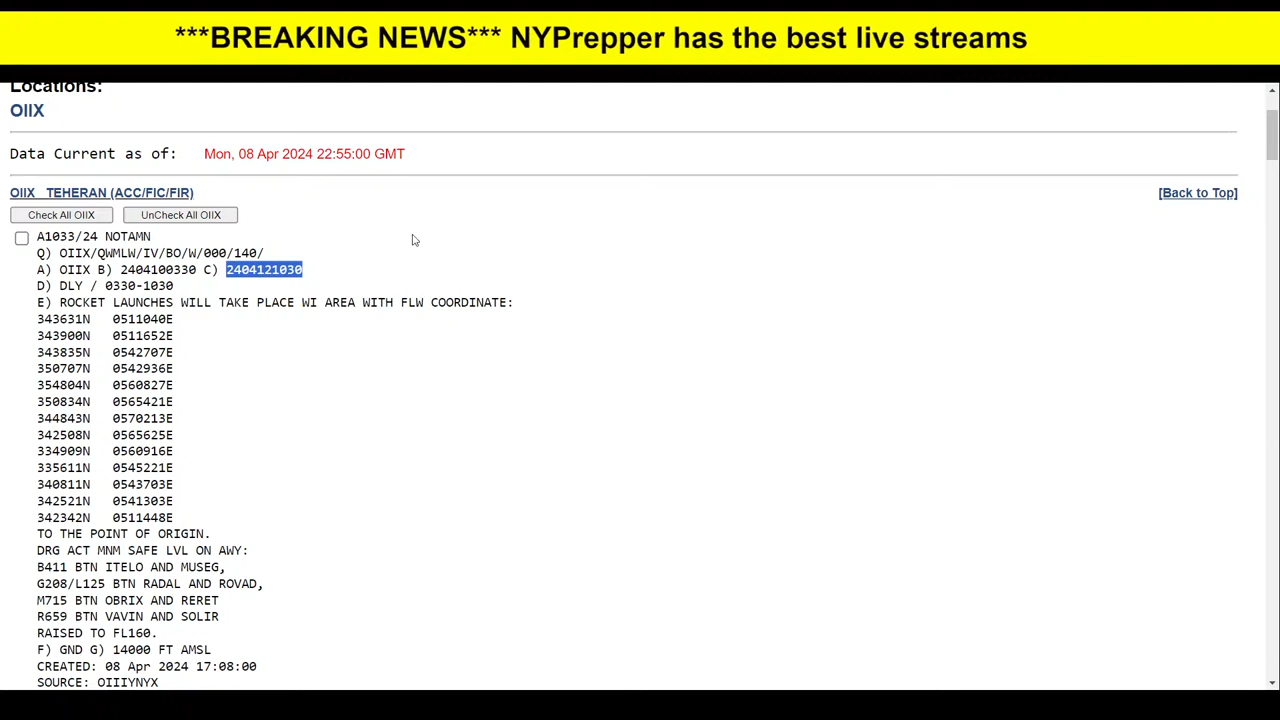 ***BREAKING NEWS*** NYPrepper has the best live streams
Locations:
OIIX
Data Current as of: Mon, 08 Apr 2024 22:55:00 GMT
OIIX TEHERAN (ACC/FIC/FIR) [Back to Top]
Check All OIIX UnCheck All OIIX
A1033/24 NOTAMN
Q) OIIX/QWMLW/IV/BO/W/000/140/
A) OIIX B) 2404100330 C) 2404121030
D) DLY / 0330-1030
E) ROCKET LAUNCHES WILL TAKE PLACE WI AREA WITH FLW COORDINATE:
343631N 0511040E
343900N 0511652E
343835N 0542707E
350707N 0542936E
354804N 0560827E
350834N 0565421E
344843N 0570213E
342508N 0565625E
334909N 0560916E
335611N 0545221E
340811N 0543703E
342521N 0541303E
342342N 0511448E
TO THE POINT OF ORIGIN.
DRG ACT MNM SAFE LVL ON AWY:
B411 BTN ITELO AND MUSEG,
G208/L125 BTN RADAL AND ROVAD,
M715 BTN OBRIX AND RERET
R659 BTN VAVIN AND SOLIR
RAISED TO FL160.
F) GND G) 14000 FT AMSL
CREATED: 08 Apr 2024 17:08:00
SOURCE: OIIIYNYX